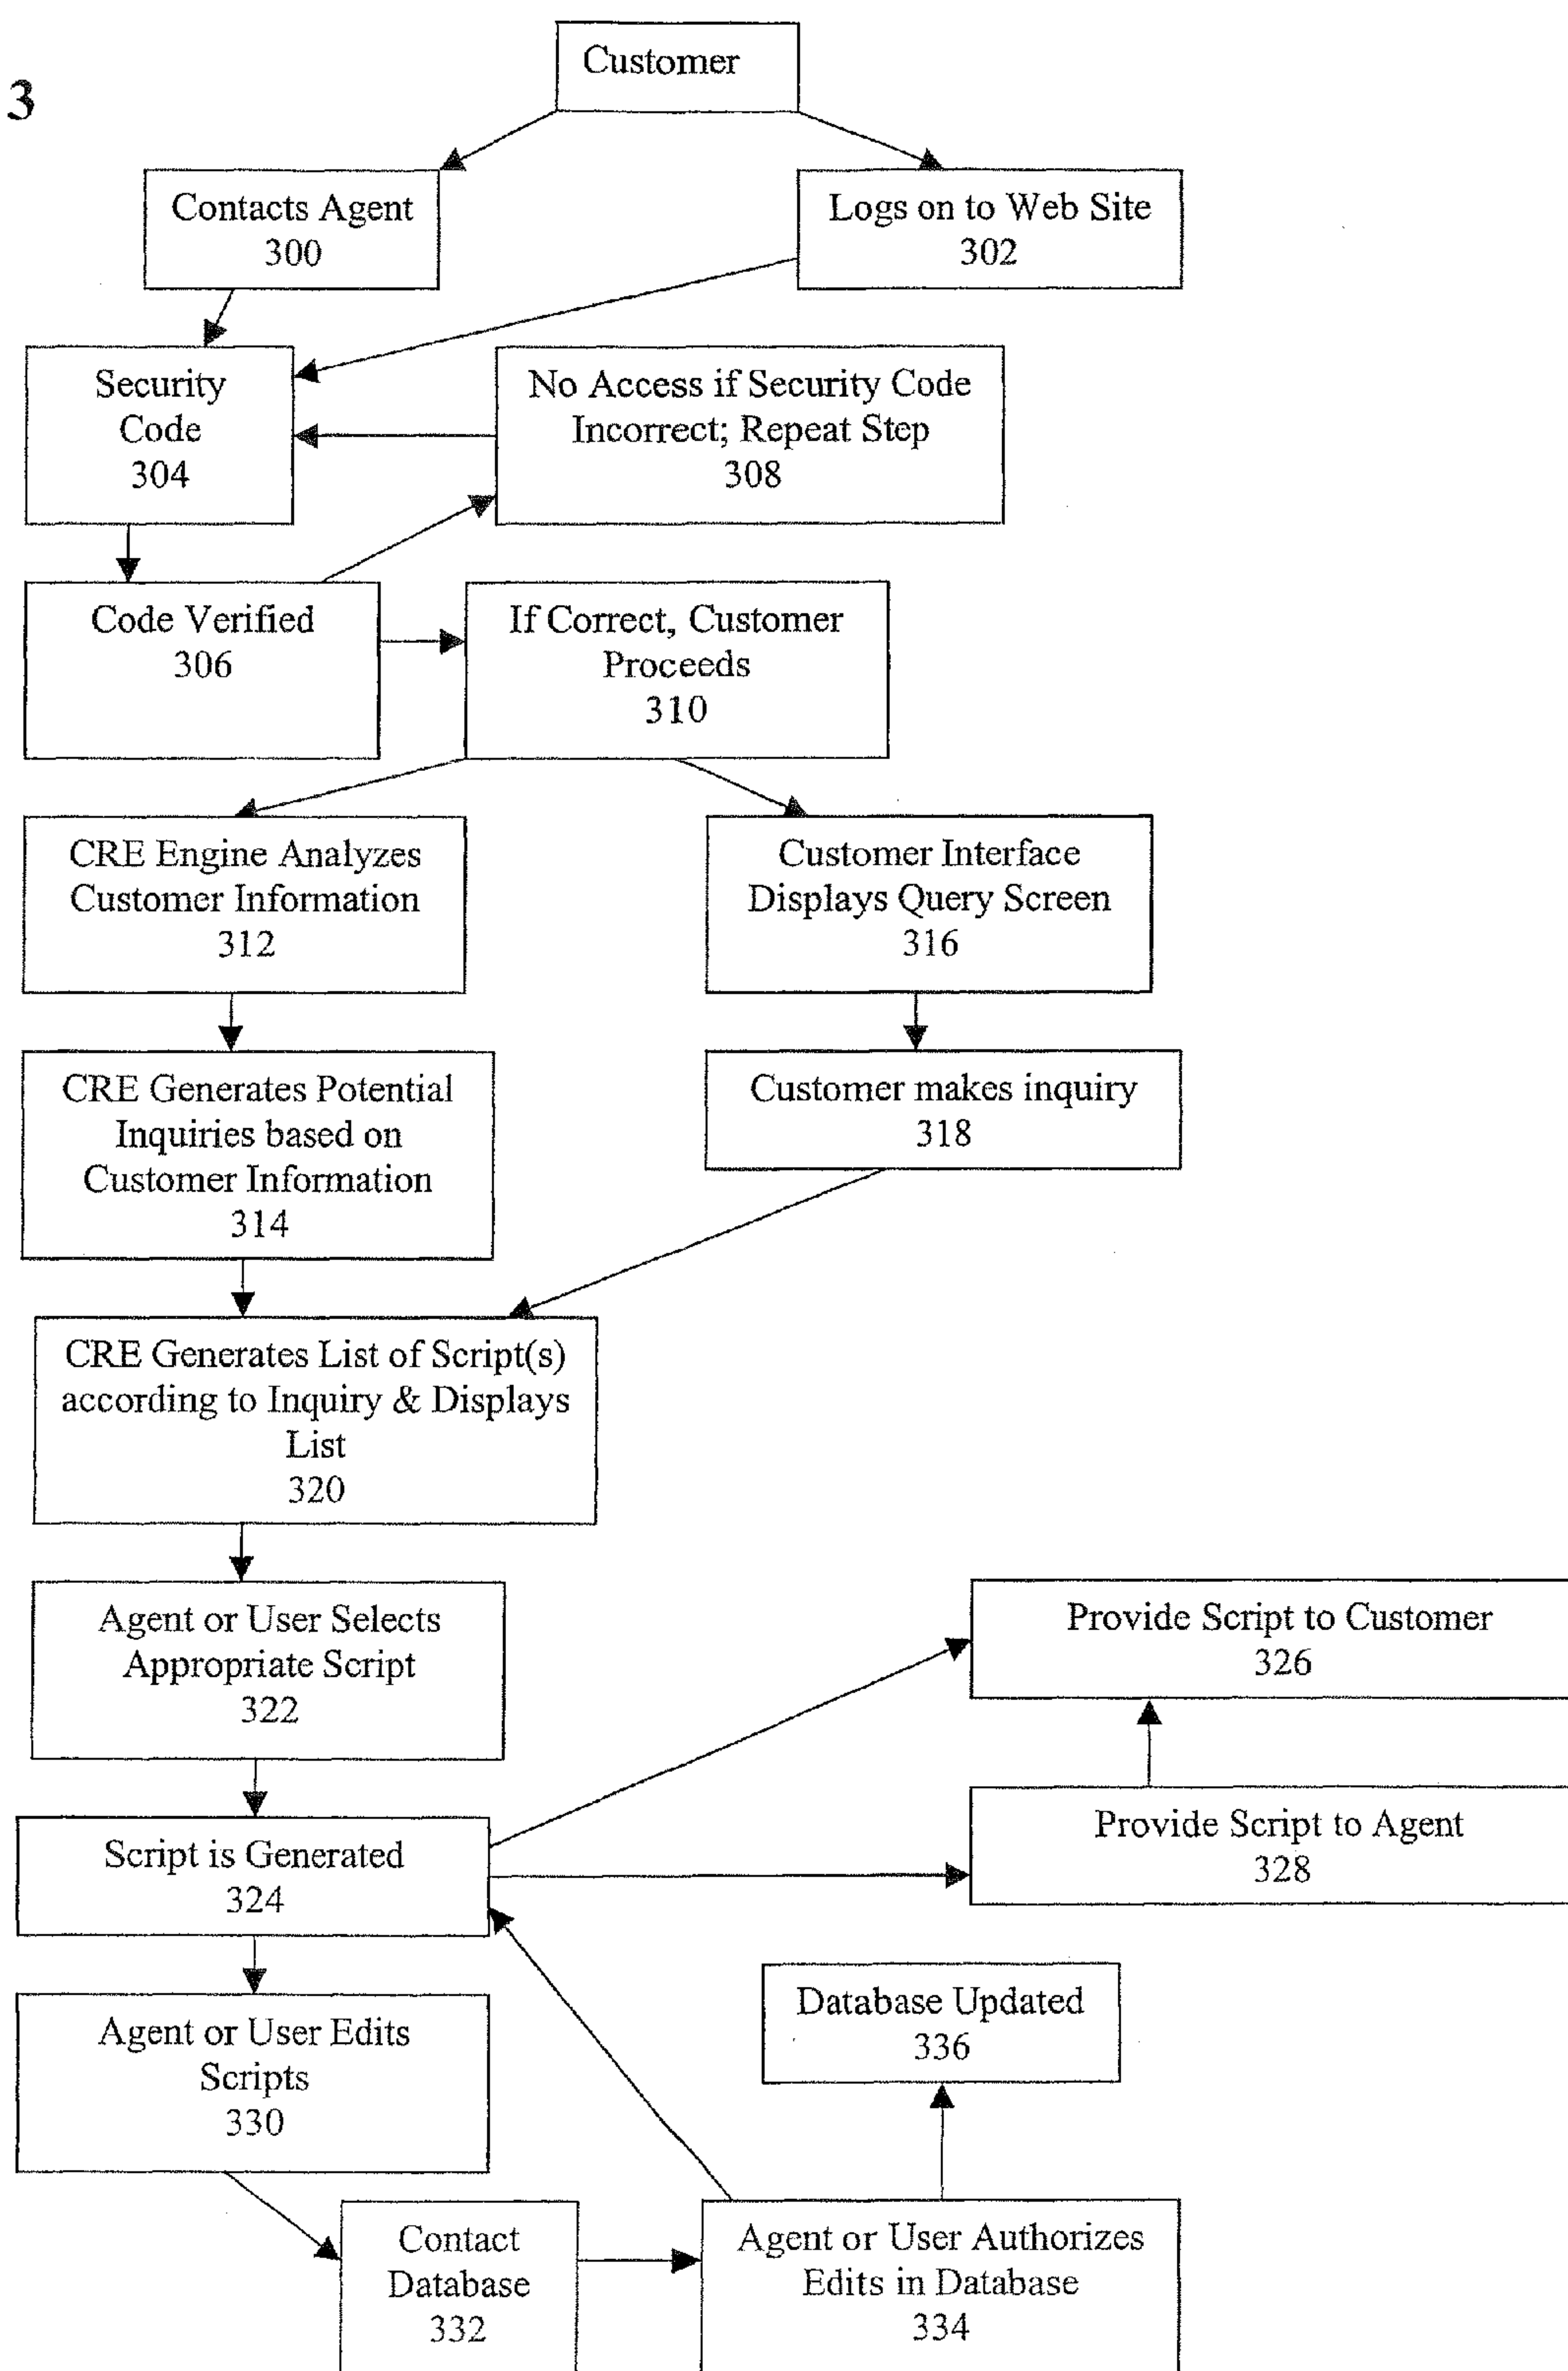 3
Customer
Contacts Agent
300
Logs on to Web Site
302
Security
Code
304
No Access if Security Code
Incorrect; Repeat Step
308
Code Verified
306
If Correct, Customer
Proceeds
310
CRE Engine Analyzes
Customer Information
312
Customer Interface
Displays Query Screen
316
CRE Generates Potential
Inquiries based on
Customer Information
314
Customer makes inquiry
318
CRE Generates List of Script(s)
according to Inquiry & Displays
List
320
Agent or User Selects
Appropriate Script
322
Provide Script to Customer
326
Script is Generated
324
Provide Script to Agent
328
Agent or User Edits
Scripts
330
Database Updated
336
Contact
Database
332
Agent or User Authorizes
Edits in Database
334